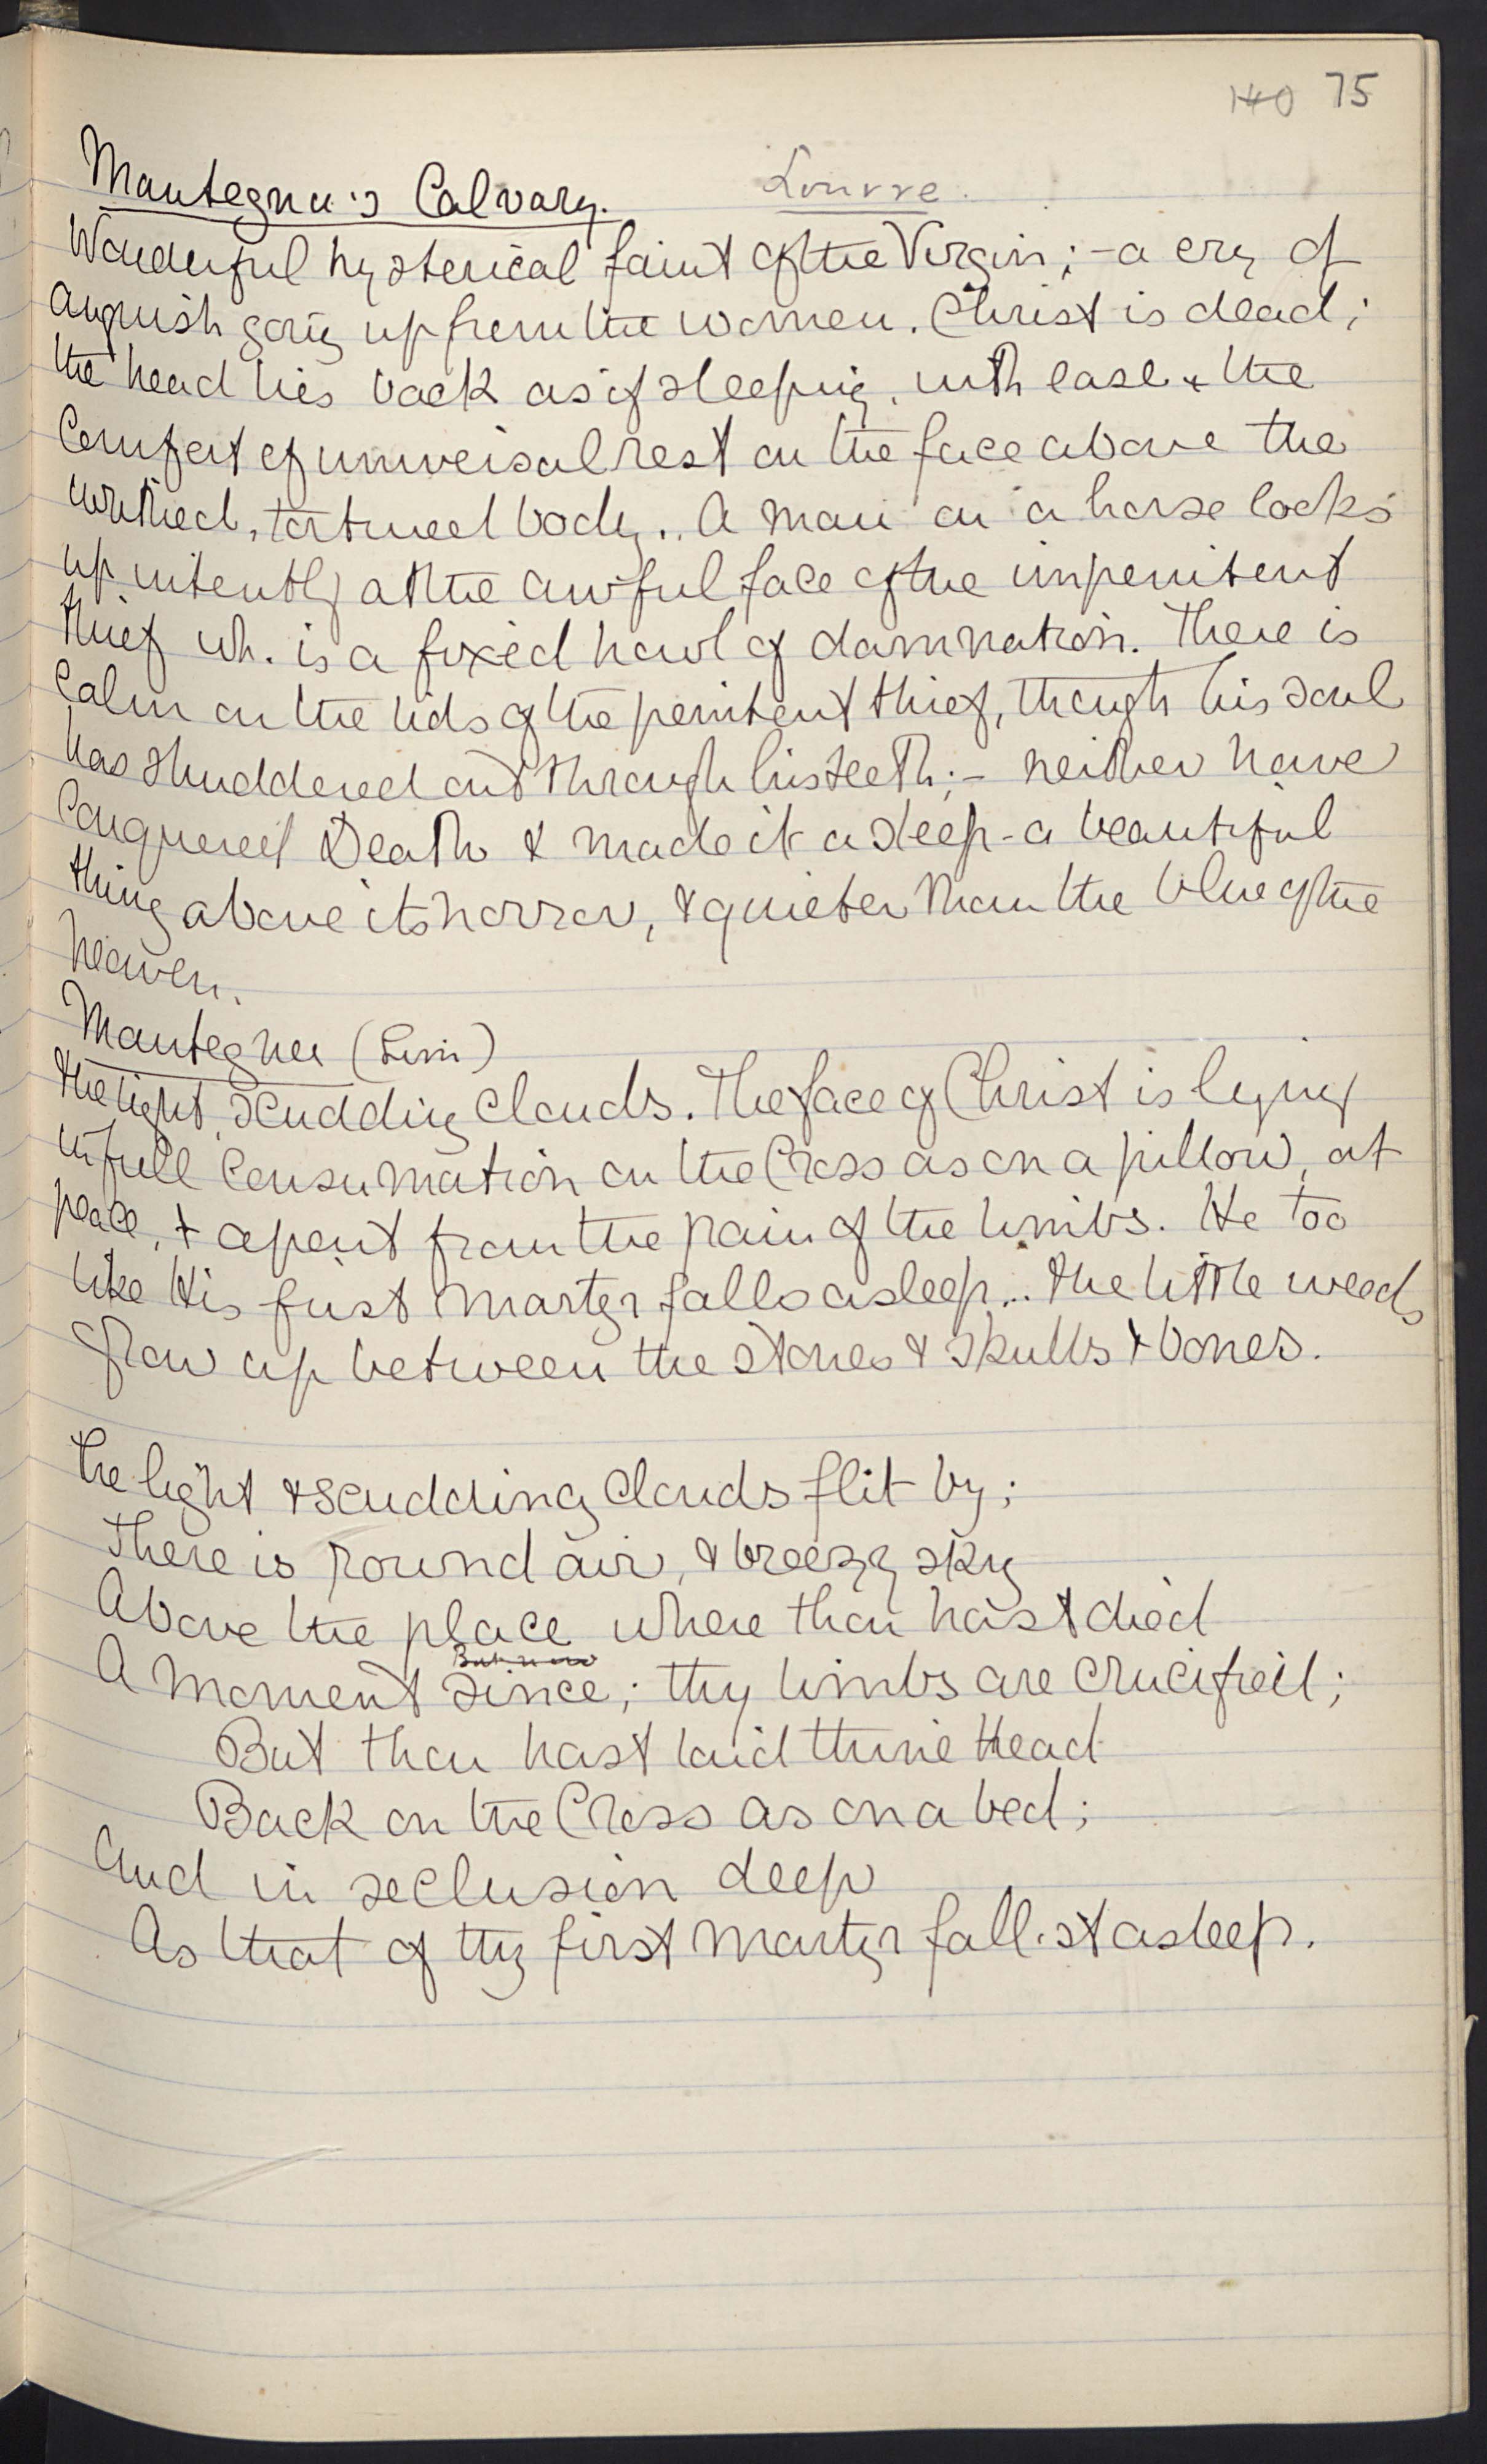 140 75
Mantegna's Calvary. Louvre.
Wonderful hysterical faint of the Virgin; - a cry of
anguish going up from the women. Christ is dead;
the head lies back as if sleeping, with ease & the
comfort of universal rest on the face above the
writhed, tortured body.. A man on a horse looks
up intently at the awful face of the impenitent
thief wh. is a fixed howl of damnation. There is
calm on the lids of the penitent thief, though his soul
has shuddered out through his teeth; - neither have
conquered Death & made it a sleep - a beautiful
thing above its horror, & quieter than the blue of the
heaven.
Mantegna (Sim)
The light, scudding clouds. The face of Christ is lying
in full consumation on the Cross as on a pillow, at
peace, & apart from the pain of the limbs. He too
like His first martyr falls asleep... the little weeds
grow up between the stones & skulls & bones.
The light & scudding clouds flit by;
There is round air, & breezy sky
Above the place where thou hast died
But now
A moment since; thy limbs are crucified;
But thou hast laid thine Head
Back on the Cross as on a bed;
And in seclusion deep
As that of thy first martyr fall'st asleep.